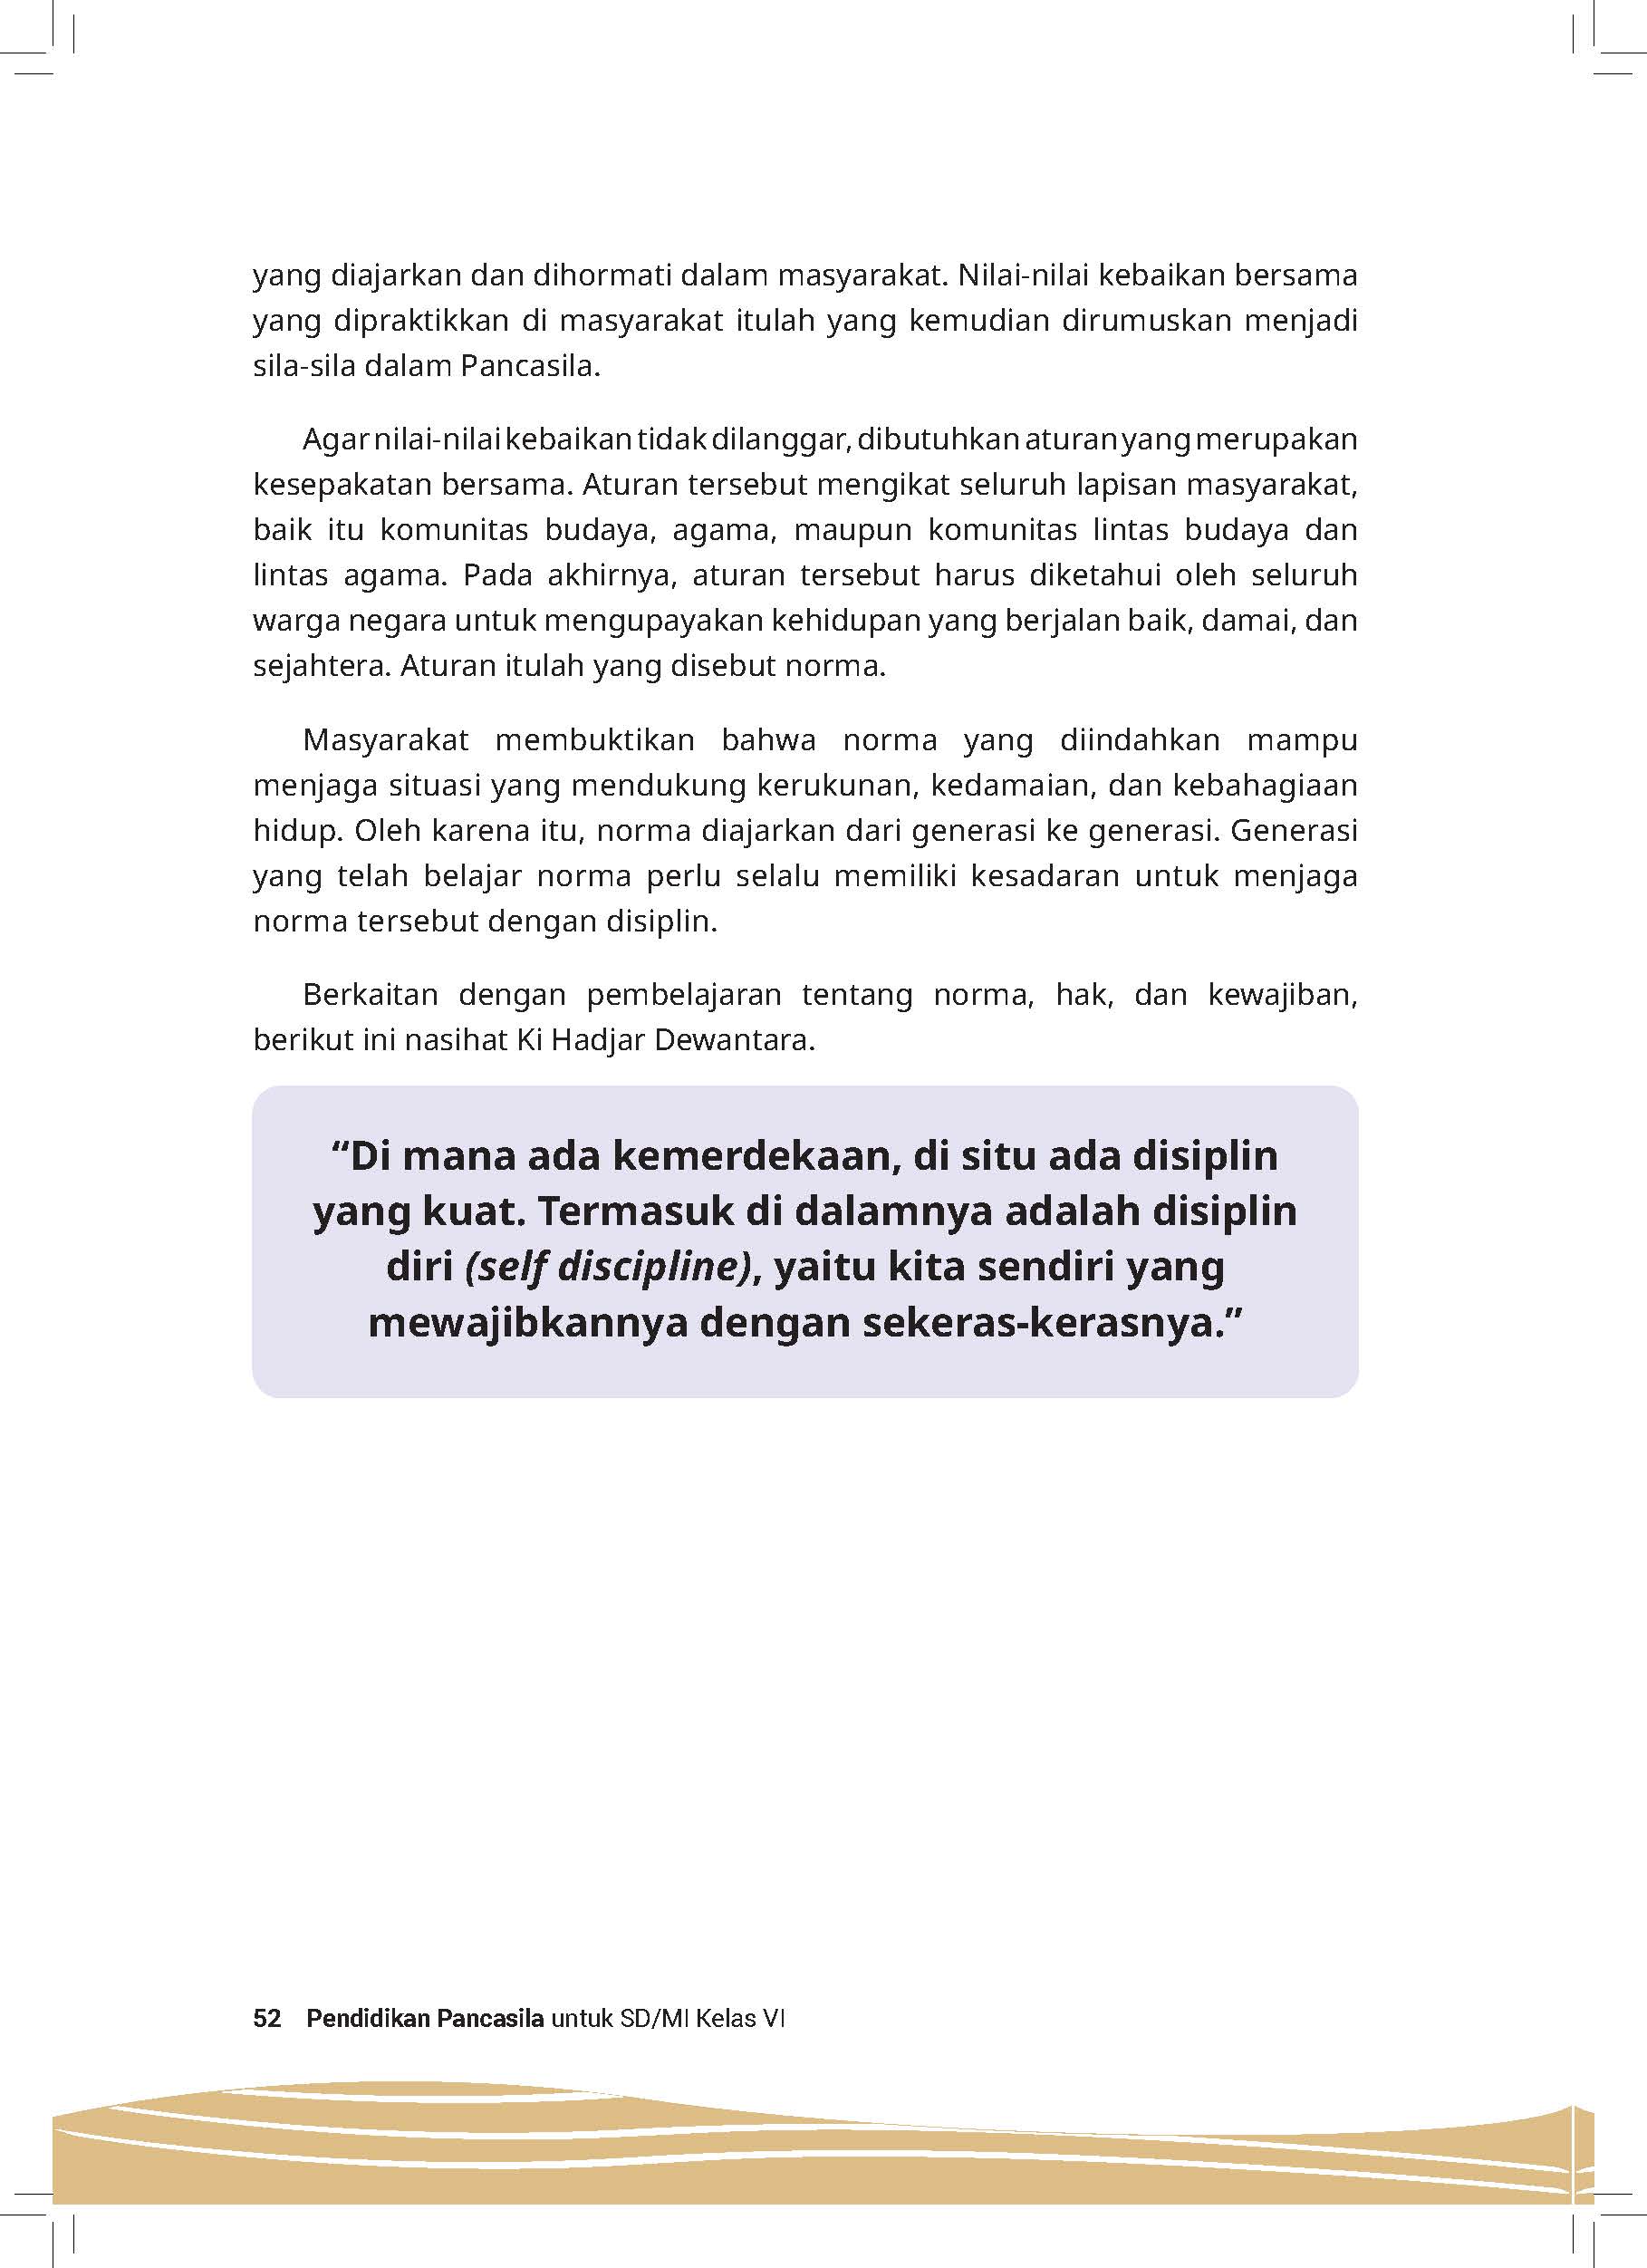 yang diajarkan dan dihormati dalam masyarakat. Nilai-nilai kebaikan bersama
yang dipraktikkan di masyarakat itulah yang kemudian dirumuskan menjadi
sila-sila dalam Pancasila.
Agar nilai-nilai kebaikan tidak dilanggar, dibutuhkan aturan yang merupakan
kesepakatan bersama. Aturan tersebut mengikat seluruh lapisan masyarakat,
baik itu komunitas budaya, agama, maupun komunitas lintas budaya dan
lintas agama. Pada akhirnya, aturan tersebut harus diketahui oleh seluruh
warga negara untuk mengupayakan kehidupan yang berjalan baik, damai, dan
sejahtera. Aturan itulah yang disebut norma.
Masyarakat membuktikan bahwa norma yang diindahkan mampu
menjaga situasi yang mendukung kerukunan, kedamaian, dan kebahagiaan
hidup. Oleh karena itu, norma diajarkan dari generasi ke generasi. Generasi
yang telah belajar norma perlu selalu memiliki kesadaran untuk menjaga
norma tersebut dengan disiplin.
Berkaitan dengan pembelajaran tentang norma, hak, dan kewajiban,
berikut ini nasihat Ki Hadjar Dewantara.
“Di mana ada kemerdekaan, di situ ada disiplin
yang kuat. Termasuk di dalamnya adalah disiplin
diri (self discipline), yaitu kita sendiri yang
mewajibkannya dengan sekeras-kerasnya.”
52 Pendidikan Pancasila untuk SD/MI Kelas VI